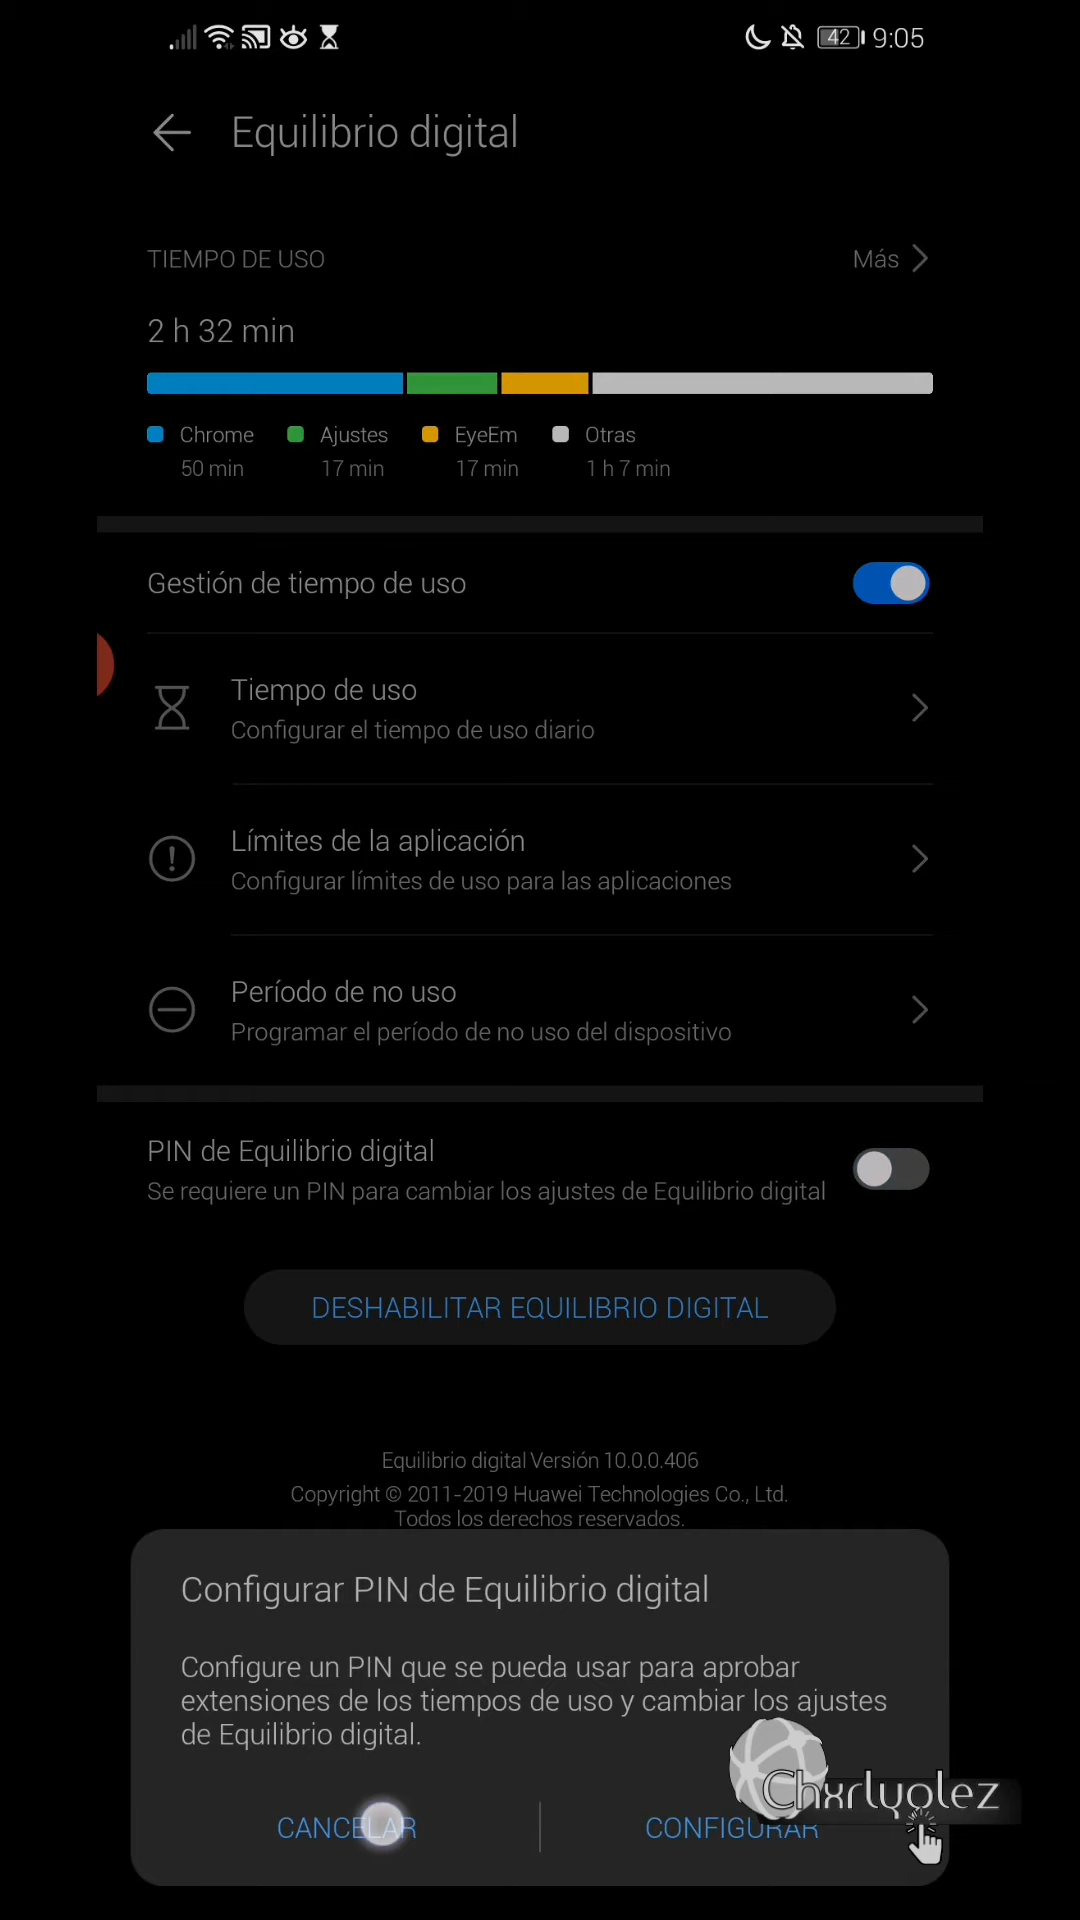 42 9:05
Equilibrio digital
TIEMPO DE USO Más
2 h 32 min
Chrome Ajustes EyeEm Otras
50 min 17 min 17 min 1 h 7 min
Gestión de tiempo de uso
Tiempo de uso
Configurar el tiempo de uso diario
Límites de la aplicación
Configurar límites de uso para las aplicaciones
Período de no uso
Programar el período de no uso del dispositivo
PIN de Equilibrio digital
Se requiere un PIN para cambiar los ajustes de Equilibrio digital
DESHABILITAR EQUILIBRIO DIGITAL
Equilibrio digital Versión 10.0.0.406
Copyright © 2011-2019 Huawei Technologies Co., Ltd.
Todos los derechos reservados.
Configurar PIN de Equilibrio digital
Configure un PIN que se pueda usar para aprobar
extensiones de los tiempos de uso y cambiar los ajustes
de Equilibrio digital.
Chxrlyolez
CANCELAR CONFIGURAR